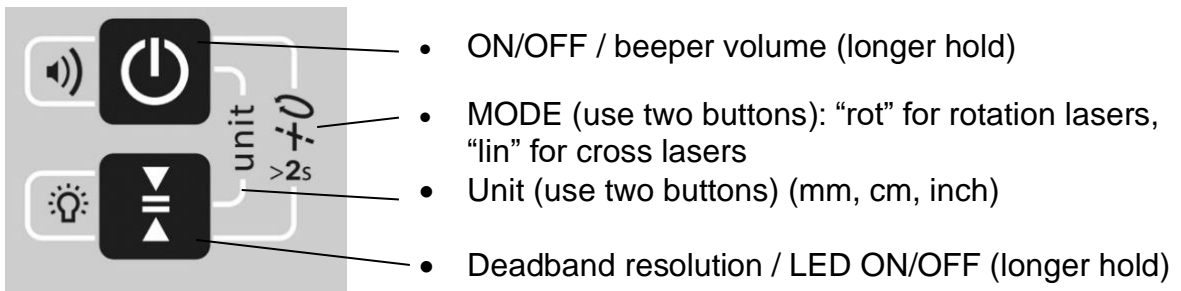 unit
>2s
• ON/OFF / beeper volume (longer hold)
• MODE (use two buttons): “rot” for rotation lasers,
“lin” for cross lasers
• Unit (use two buttons) (mm, cm, inch)
• Deadband resolution / LED ON/OFF (longer hold)